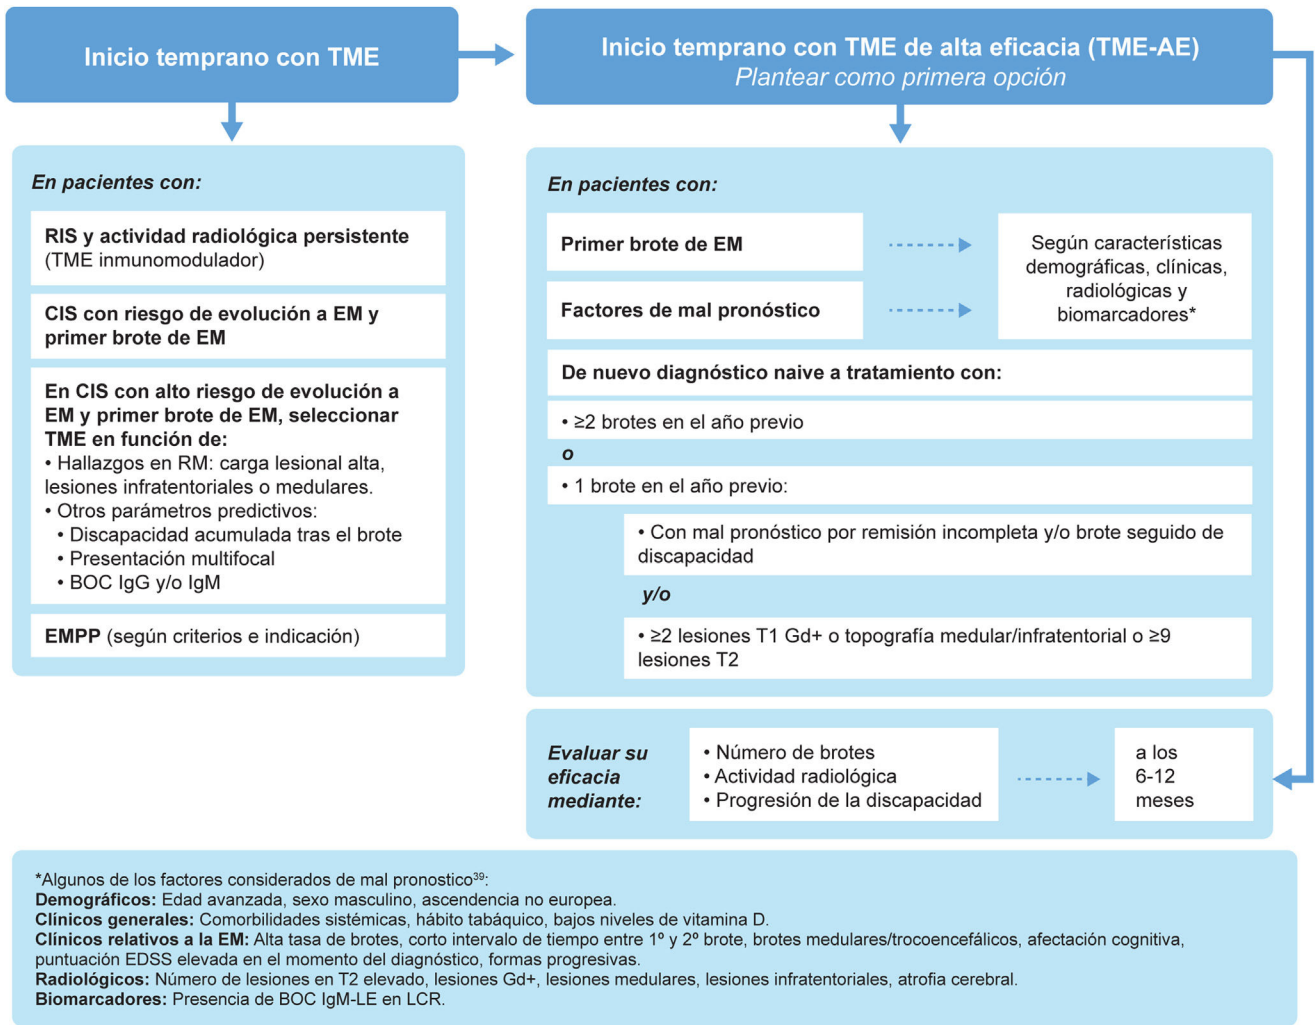 Inicio temprano con TME
Inicio temprano con TME de alta eficacia (TME-AE)
Plantear como primera opción
En pacientes con:
RIS y actividad radiológica persistente
(TME inmunomodulador)
CIS con riesgo de evolución a EM y
primer brote de EM
En CIS con alto riesgo de evolución a
EM y primer brote de EM, seleccionar
TME en función de:
• Hallazgos en RM: carga lesional alta,
lesiones infratentoriales o medulares.
• Otros parámetros predictivos:
• Discapacidad acumulada tras el brote
• Presentación multifocal
• BOC IgG y/o IgM
EMPP (según criterios e indicación)
En pacientes con:
Primer brote de EM
Factores de mal pronóstico
Según características
demográficas, clínicas,
radiológicas y
biomarcadores*
De nuevo diagnóstico naive a tratamiento con:
• ≥2 brotes en el año previo
o
• 1 brote en el año previo:
• Con mal pronóstico por remisión incompleta y/o brote seguido de
discapacidad
y/o
• ≥2 lesiones T1 Gd+ o topografía medular/infratentorial o ≥9
lesiones T2
Evaluar su
eficacia
mediante:
• Número de brotes
• Actividad radiológica
• Progresión de la discapacidad
a los
6-12
meses
*Algunos de los factores considerados de mal pronostico³⁹:
Demográficos: Edad avanzada, sexo masculino, ascendencia no europea.
Clínicos generales: Comorbilidades sistémicas, hábito tabáquico, bajos niveles de vitamina D.
Clínicos relativos a la EM: Alta tasa de brotes, corto intervalo de tiempo entre 1º y 2º brote, brotes medulares/trocoencefálicos, afectación cognitiva,
puntuación EDSS elevada en el momento del diagnóstico, formas progresivas.
Radiológicos: Número de lesiones en T2 elevado, lesiones Gd+, lesiones medulares, lesiones infratentoriales, atrofia cerebral.
Biomarcadores: Presencia de BOC IgM-LE en LCR.